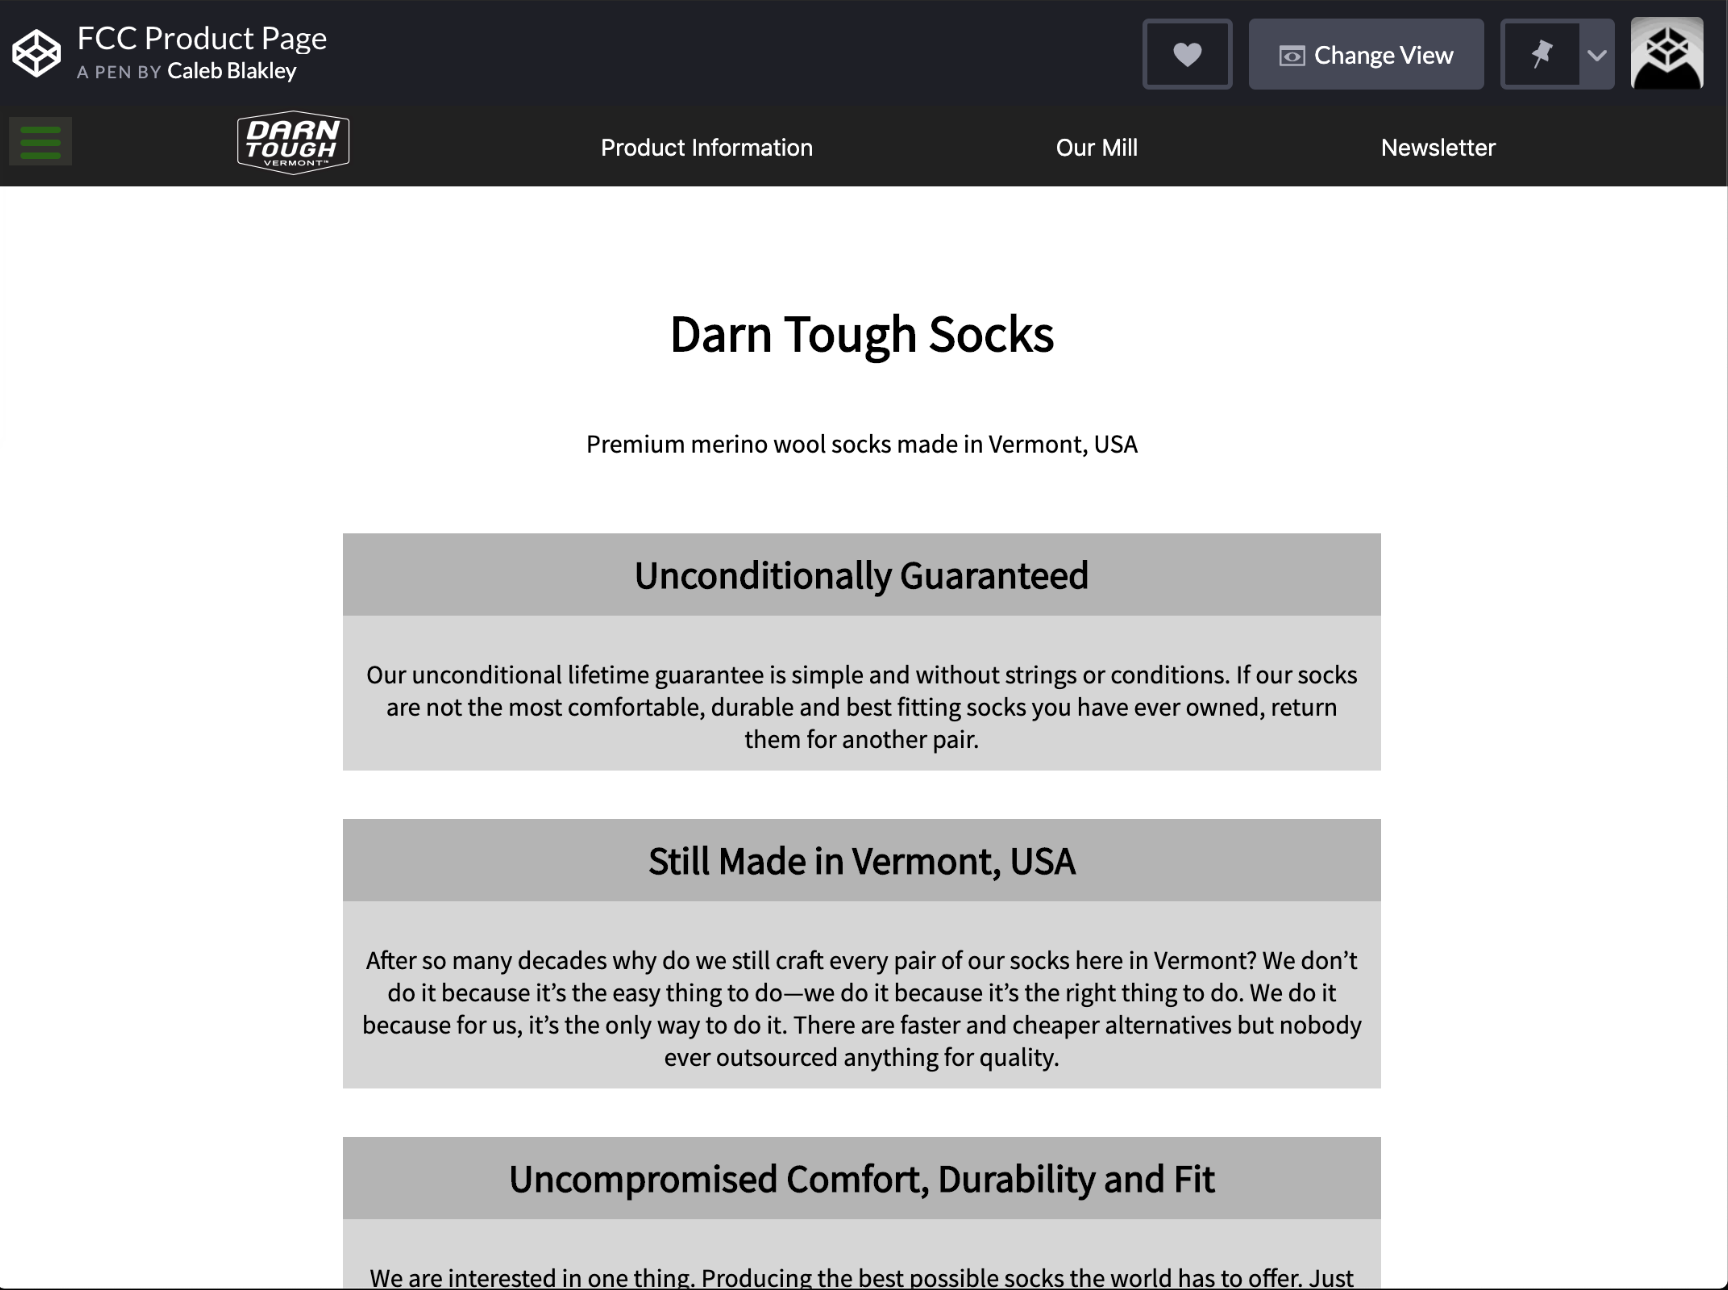 FCC Product Page
A PEN BY Caleb Blakley
Change View
DARN
TOUGH
VERMONT™
Product Information
Our Mill
Newsletter
Darn Tough Socks
Premium merino wool socks made in Vermont, USA
Unconditionally Guaranteed
Our unconditional lifetime guarantee is simple and without strings or conditions. If our socks
are not the most comfortable, durable and best fitting socks you have ever owned, return
them for another pair.
Still Made in Vermont, USA
After so many decades why do we still craft every pair of our socks here in Vermont? We don’t
do it because it’s the easy thing to do—we do it because it’s the right thing to do. We do it
because for us, it’s the only way to do it. There are faster and cheaper alternatives but nobody
ever outsourced anything for quality.
Uncompromised Comfort, Durability and Fit
We are interested in one thing. Producing the best possible socks the world has to offer. Just